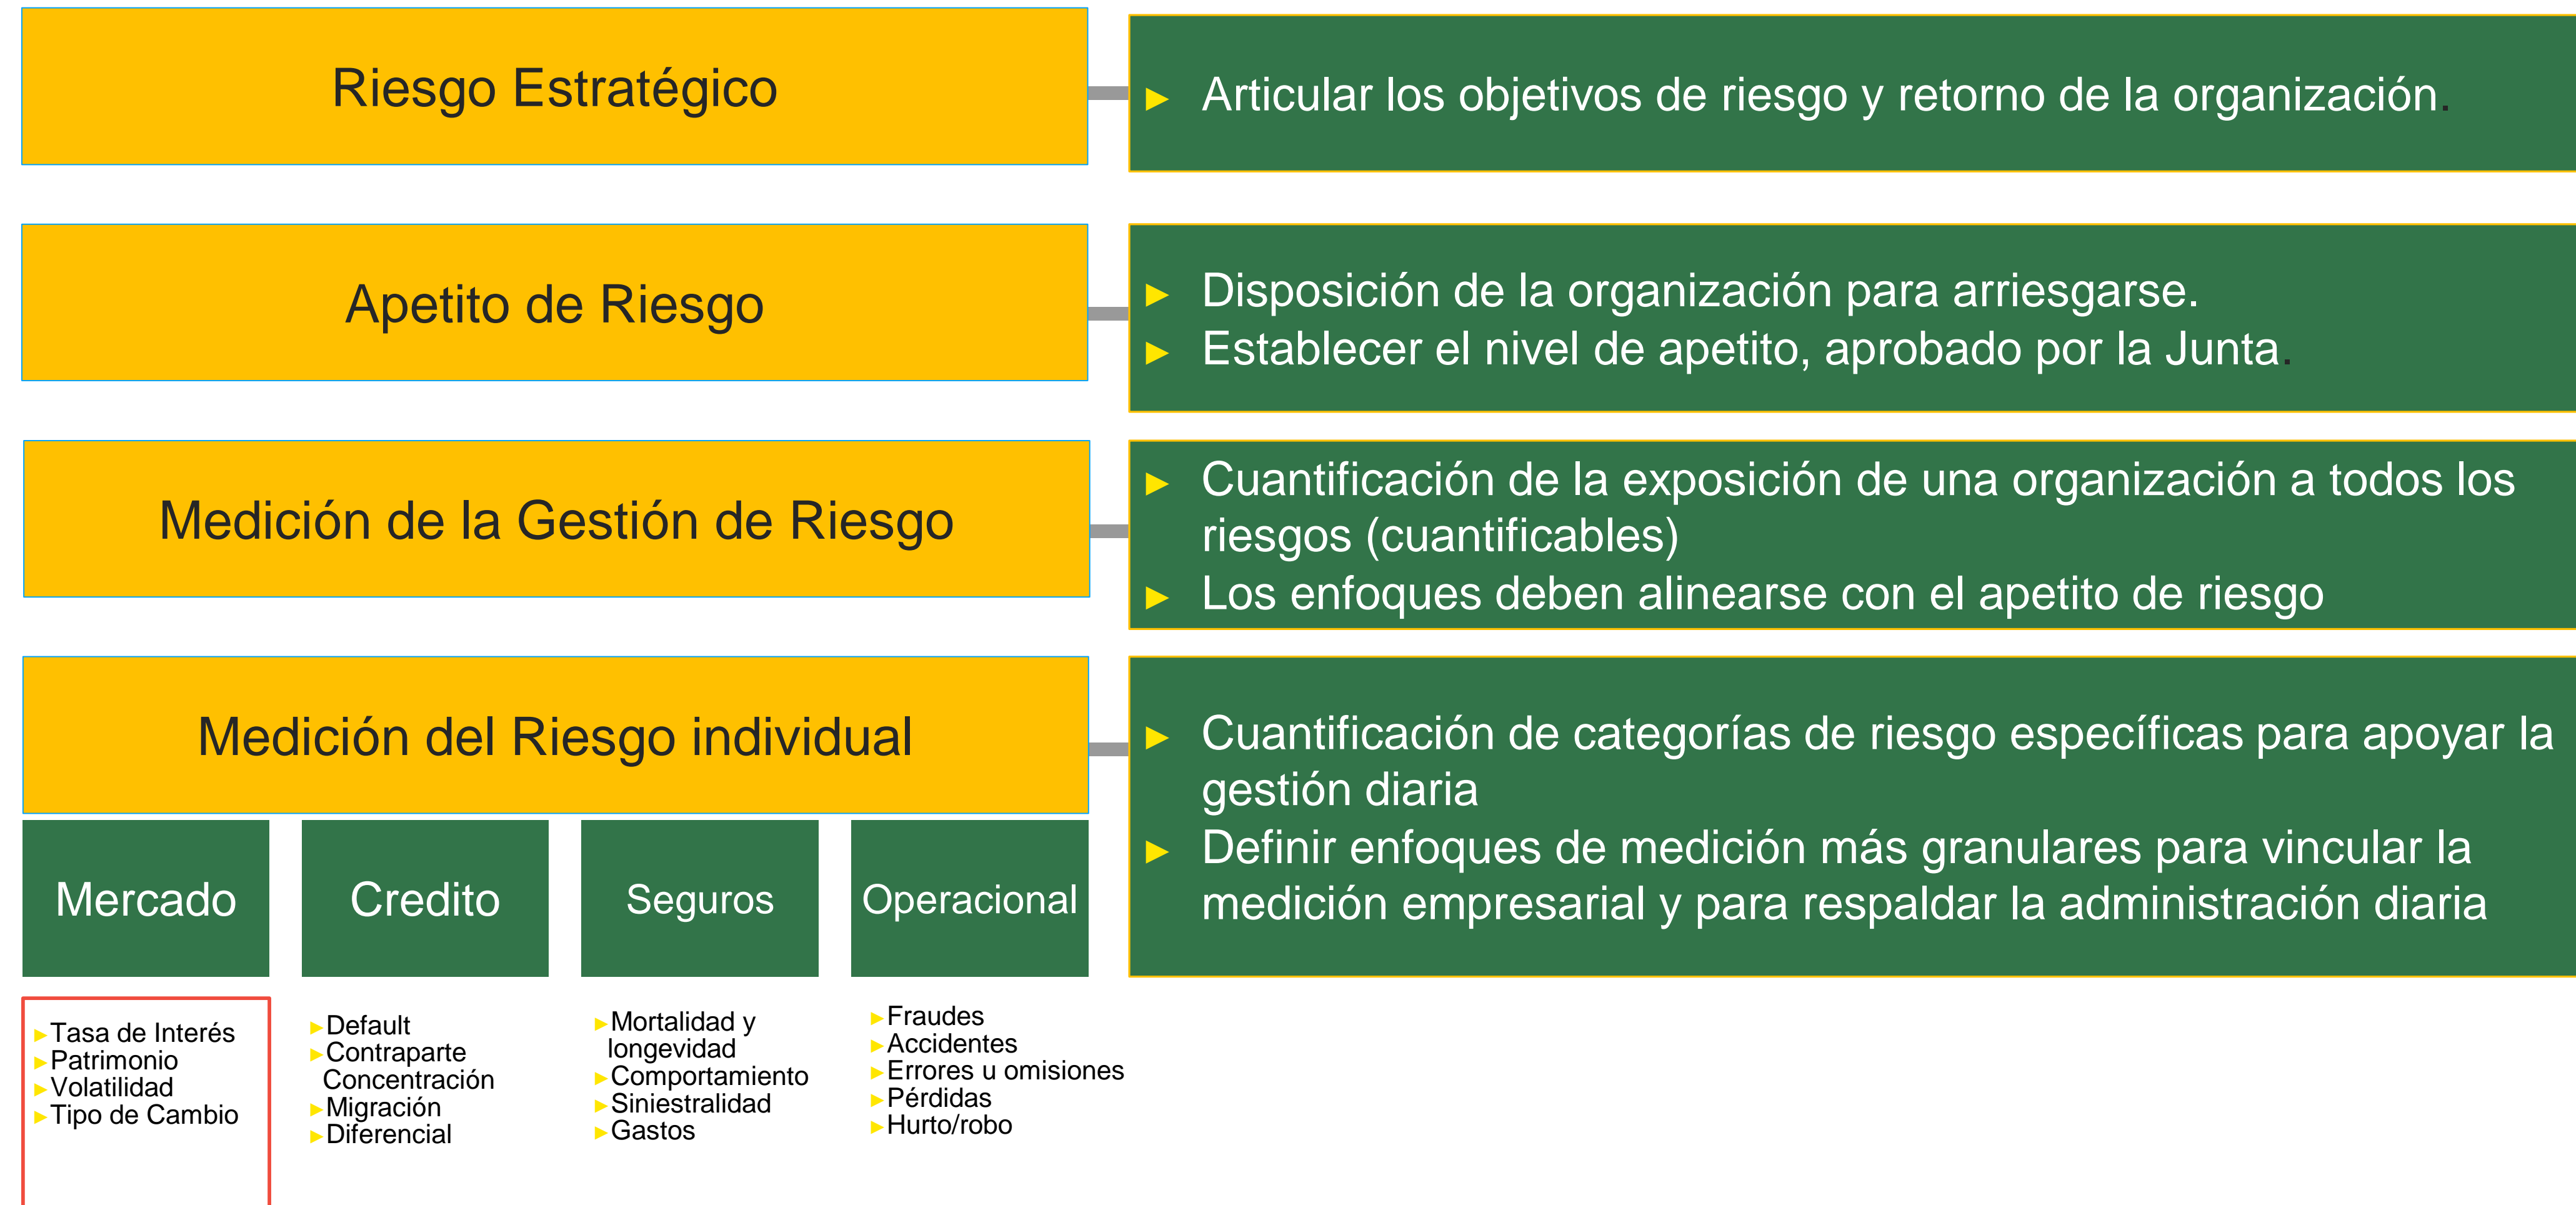 Riesgo Estratégico
► Articular los objetivos de riesgo y retorno de la organización.
Apetito de Riesgo
► Disposición de la organización para arriesgarse.
► Establecer el nivel de apetito, aprobado por la Junta.
Medición de la Gestión de Riesgo
► Cuantificación de la exposición de una organización a todos los
riesgos (cuantificables)
► Los enfoques deben alinearse con el apetito de riesgo
Medición del Riesgo individual
► Cuantificación de categorías de riesgo específicas para apoyar la
gestión diaria
► Definir enfoques de medición más granulares para vincular la
medición empresarial y para respaldar la administración diaria
Mercado
►Tasa de Interés
►Patrimonio
►Volatilidad
►Tipo de Cambio
Credito
►Default
►Contraparte
Concentración
►Migración
►Diferencial
Seguros
►Mortalidad y
longevidad
►Comportamiento
►Siniestralidad
►Gastos
Operacional
►Fraudes
►Accidentes
►Errores u omisiones
►Pérdidas
►Hurto/robo